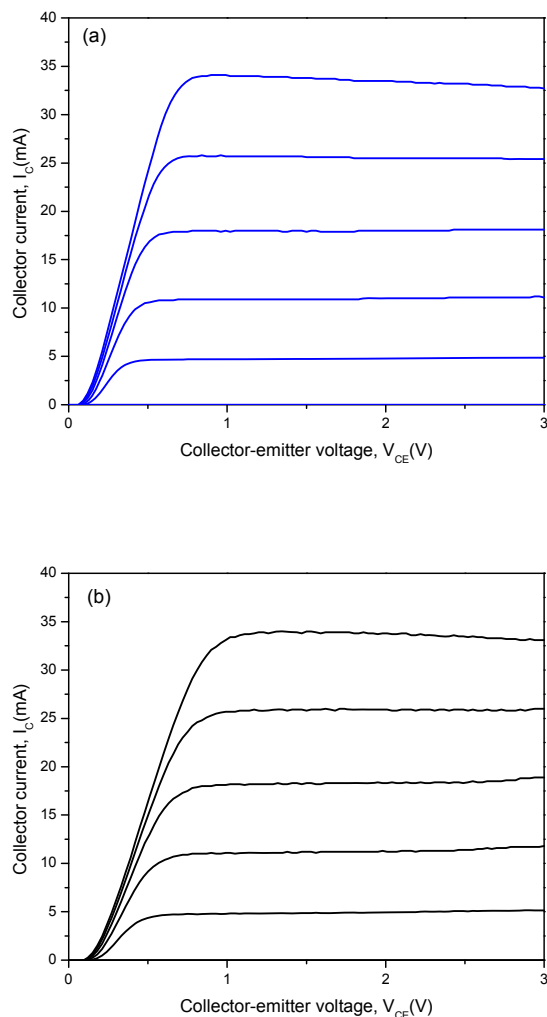 (a)
40
35
30
25
20
15
10
5
0
Collector current, I_C(mA)
0 1 2 3
Collector-emitter voltage, V_CE(V)
(b)
40
35
30
25
20
15
10
5
0
Collector current, I_C(mA)
0 1 2 3
Collector-emitter voltage, V_CE(V)